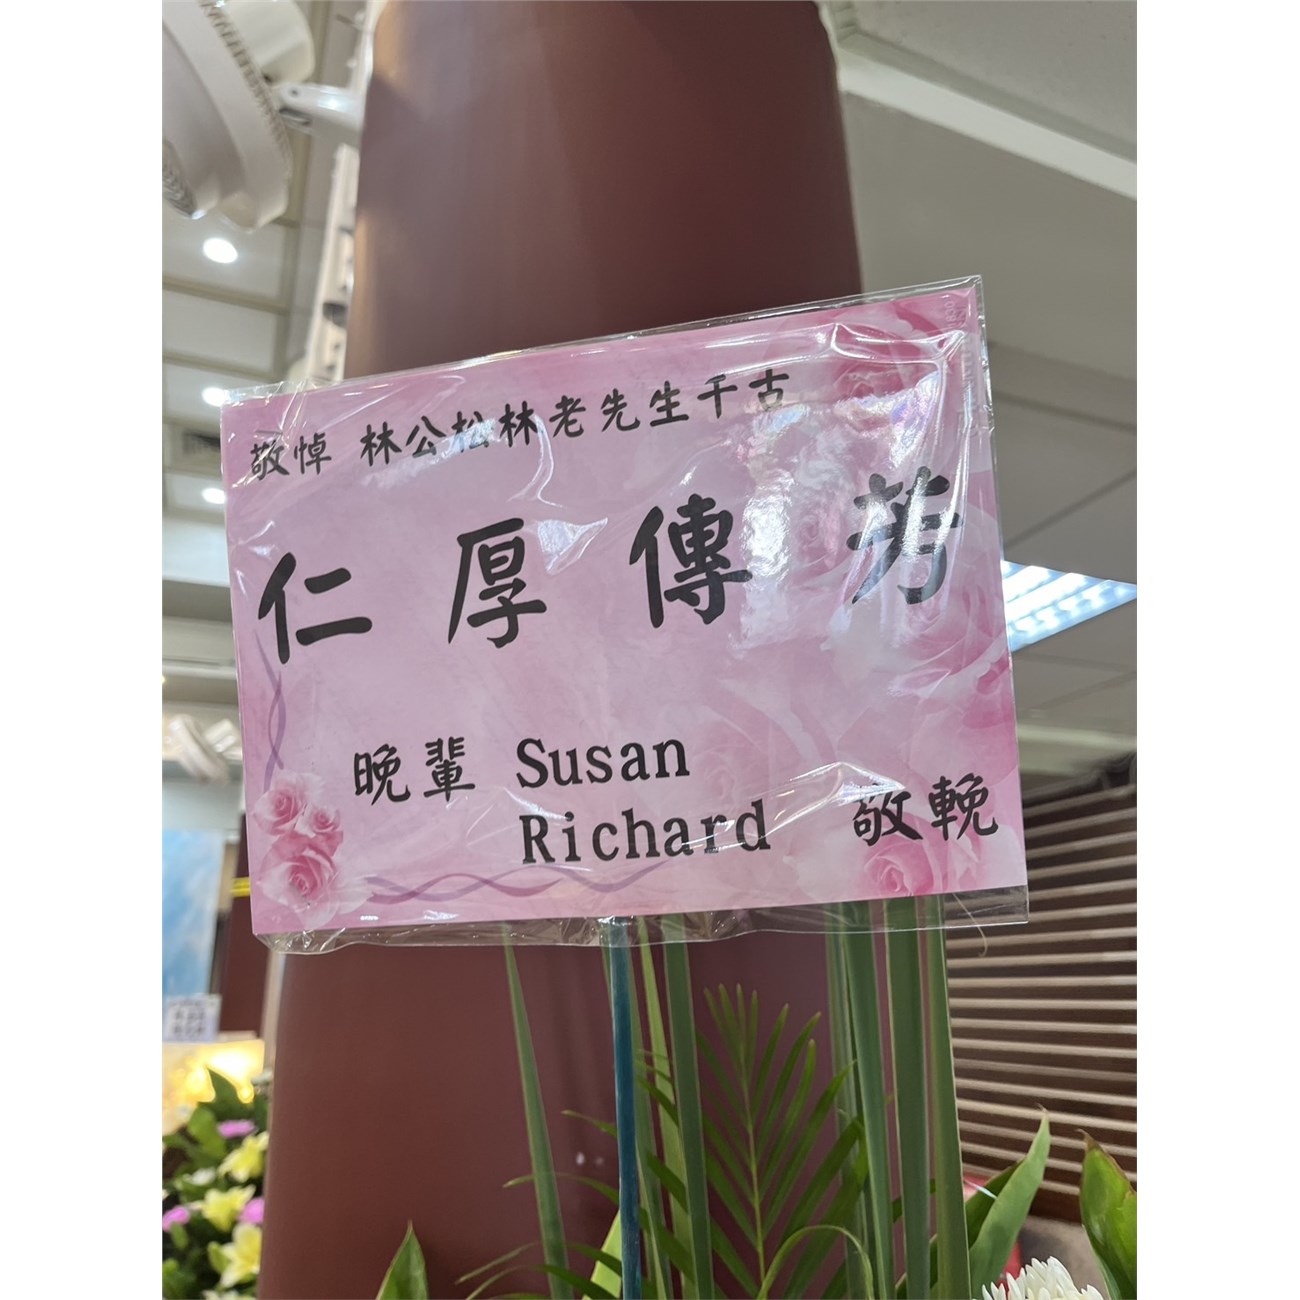 敬悼 林公松林老先生千古
仁厚傳芳
晚輩 Susan
Richard 敬輓